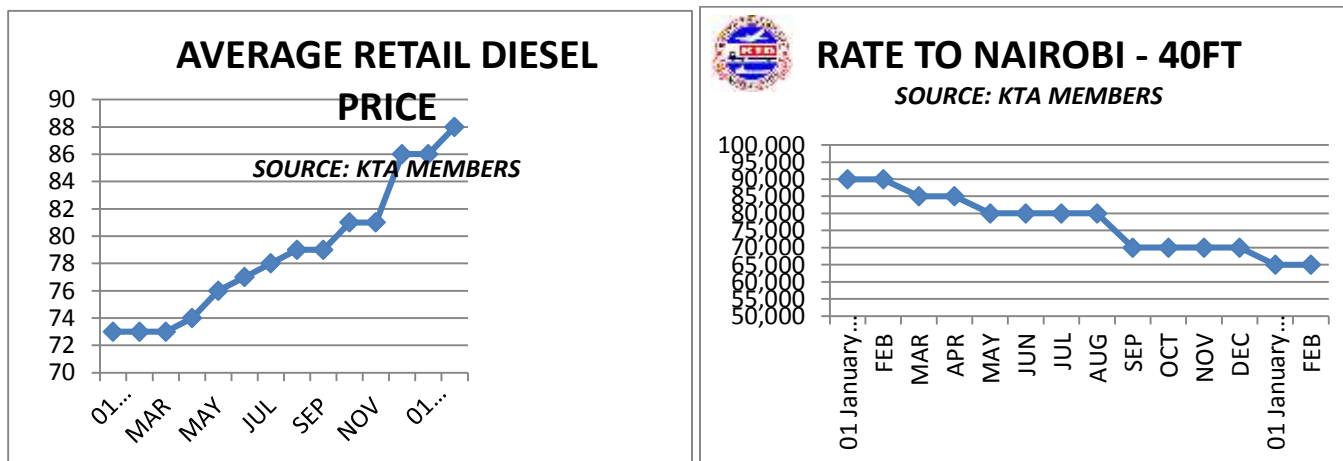 AVERAGE RETAIL DIESEL
PRICE
SOURCE: KTA MEMBERS
90
88
86
84
82
80
78
76
74
72
70
01...
MAR
MAY
JUL
SEP
NOV
01...
KTA
RATE TO NAIROBI - 40FT
SOURCE: KTA MEMBERS
100,000
95,000
90,000
85,000
80,000
70,000
65,000
60,000
55,000
50,000
01 January...
FEB
MAR
APR
MAY
JUN
JUL
AUG
SEP
OCT
NOV
DEC
01 January...
FEB